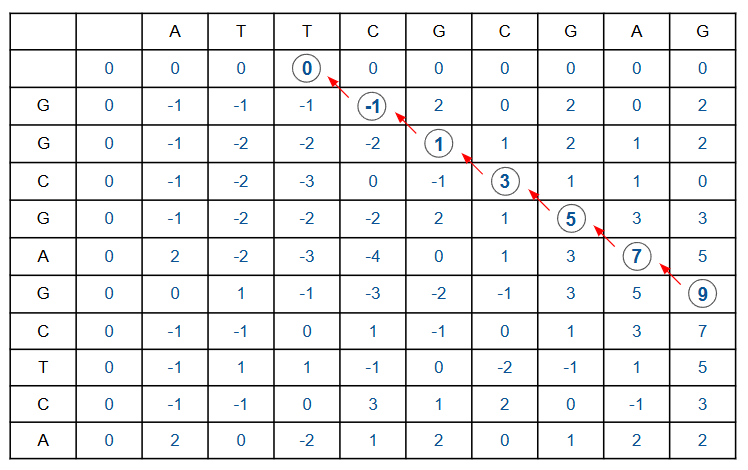 A T T C G C G A G
0 0 0 0 0 0 0 0 0 0
G 0 -1 -1 -1 -1 2 0 2 0 2
G 0 -1 -2 -2 -2 1 1 2 1 2
C 0 -1 -2 -3 0 -1 3 1 1 0
G 0 -1 -2 -2 -2 2 1 5 3 3
A 0 2 -2 -3 -4 0 1 3 7 5
G 0 0 1 -1 -3 -2 -1 3 5 9
C 0 -1 -1 0 1 -1 0 1 3 7
T 0 -1 1 1 -1 0 -2 -1 1 5
C 0 -1 -1 0 3 1 2 0 -1 3
A 0 2 0 -2 1 2 0 1 2 2